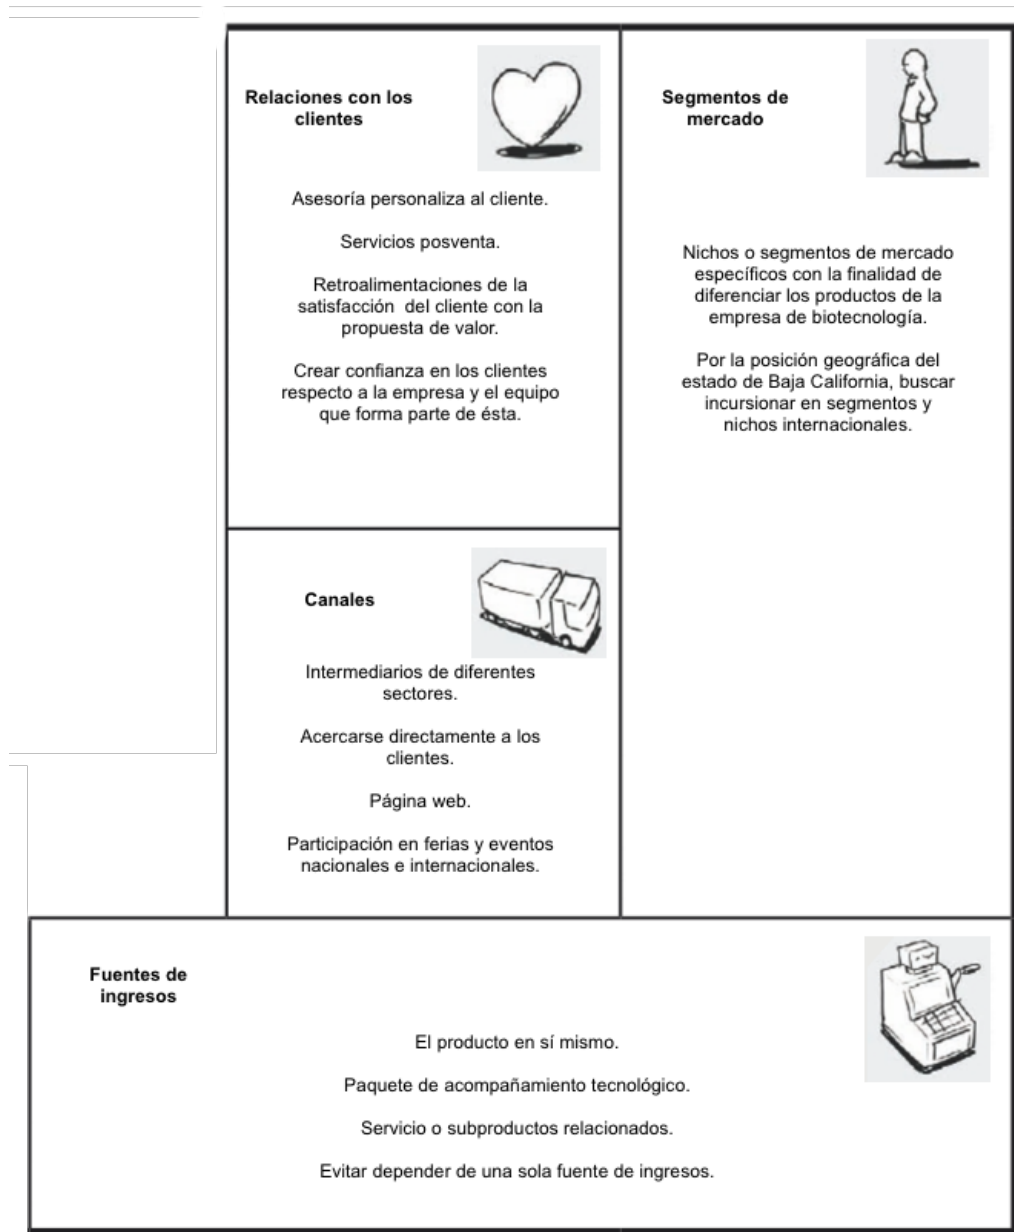 Relaciones con los
clientes
Asesoría personaliza al cliente.
Servicios posventa.
Retroalimentaciones de la
satisfacción del cliente con la
propuesta de valor.
Crear confianza en los clientes
respecto a la empresa y el equipo
que forma parte de ésta.
Segmentos de
mercado
Nichos o segmentos de mercado
específicos con la finalidad de
diferenciar los productos de la
empresa de biotecnología.
Por la posición geográfica del
estado de Baja California, buscar
incursionar en segmentos y
nichos internacionales.
Canales
Intermediarios de diferentes
sectores.
Acercarse directamente a los
clientes.
Página web.
Participación en ferias y eventos
nacionales e internacionales.
Fuentes de
ingresos
El producto en sí mismo.
Paquete de acompañamiento tecnológico.
Servicio o subproductos relacionados.
Evitar depender de una sola fuente de ingresos.